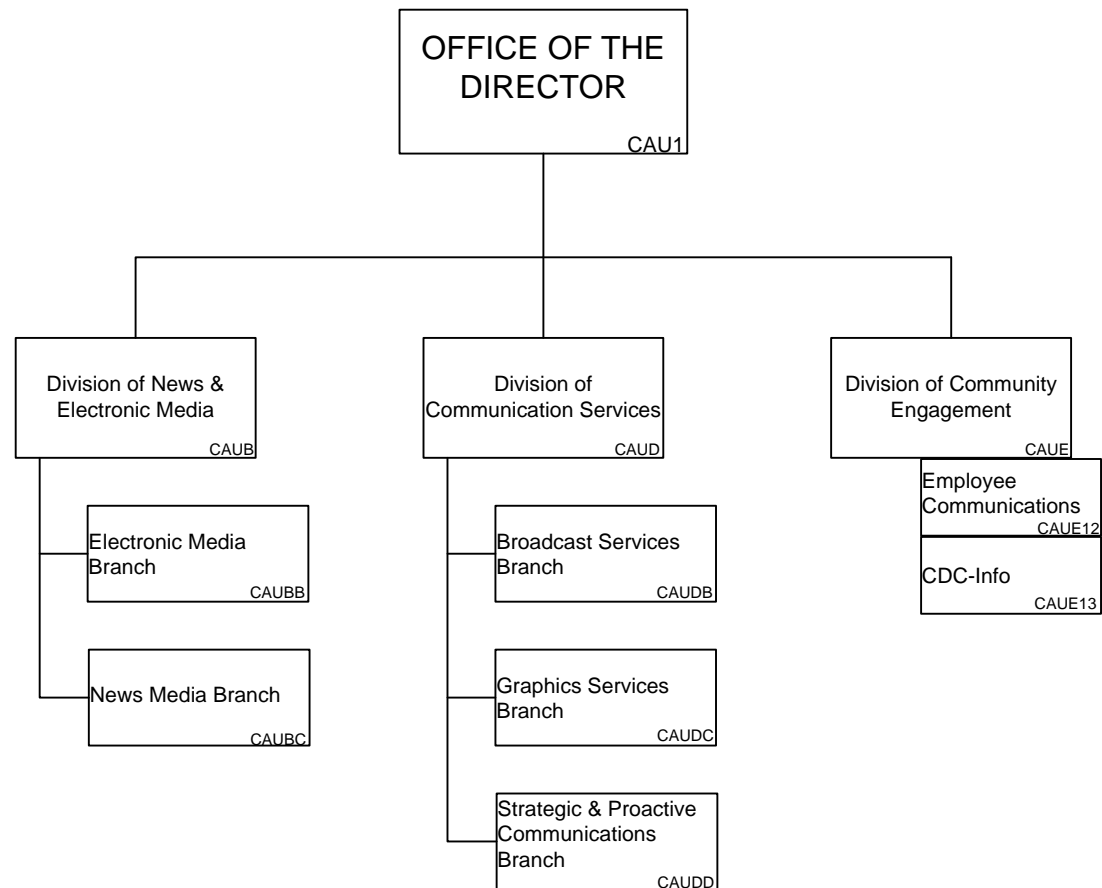 OFFICE OF THE
DIRECTOR
CAU1
Division of News &
Electronic Media
CAUB
Division of
Communication Services
CAUD
Division of Community
Engagement
CAUE
Electronic Media
Branch
CAUBB
News Media Branch
CAUBC
Broadcast Services
Branch
CAUDB
Graphics Services
Branch
CAUDC
Strategic & Proactive
Communications
Branch
CAUDD
Employee
Communications
CAUE12
CDC-Info
CAUE13